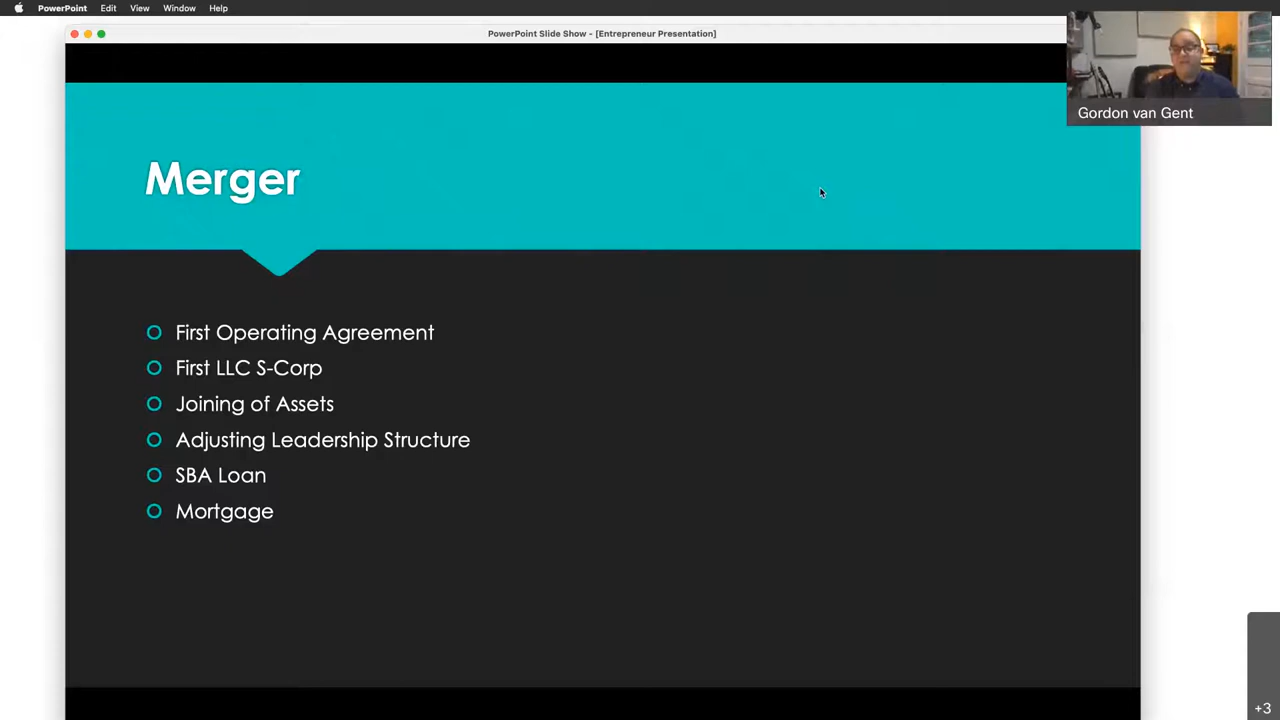 PowerPoint Edit View Window Help
PowerPoint Slide Show - [Entrepreneur Presentation]
Gordon van Gent
Merger
First Operating Agreement
First LLC S-Corp
Joining of Assets
Adjusting Leadership Structure
SBA Loan
Mortgage
+3